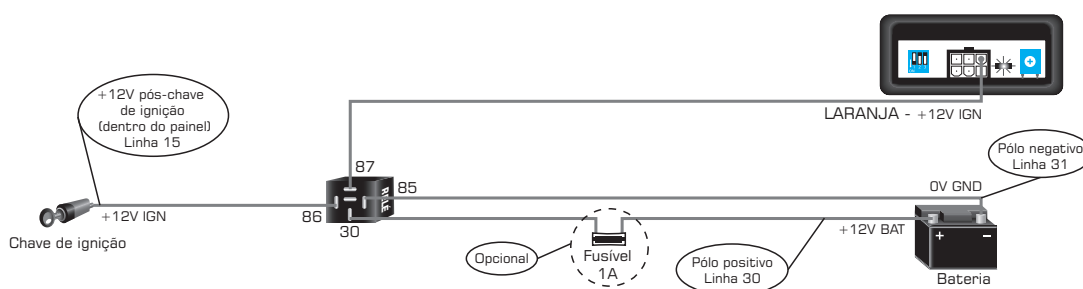 +12V pós-chave
de ignição
(dentro do painel)
Linha 15
LARANJA - +12V IGN
87
RELÉ
85
86
30
+12V IGN
Chave de ignição
Opcional
Fusível
1A
Pólo positivo
Linha 30
+12V BAT
0V GND
Pólo negativo
Linha 31
+ -
Bateria